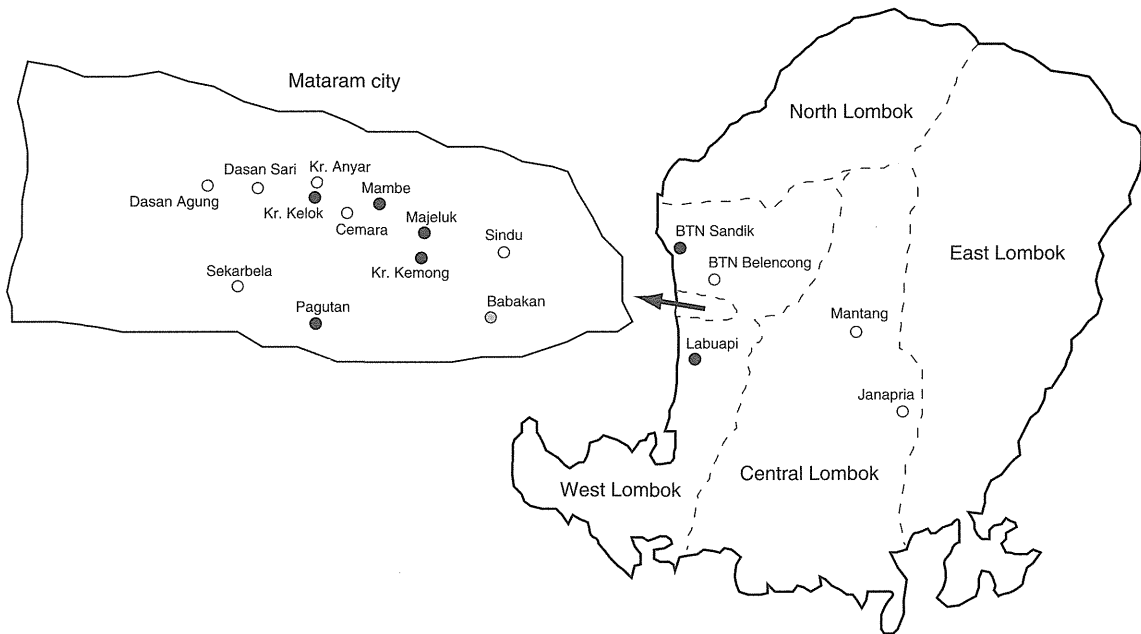 Mataram city
Dasan Sari
Kr. Anyar
Dasan Agung
Kr. Kelok
Mambe
Cemara
Majeluk
Sindu
Kr. Kemong
Sekarbela
Pagutan
Babakan
North Lombok
BTN Sandik
BTN Belencong
East Lombok
Mantang
Labuapi
Janapria
Central Lombok
West Lombok